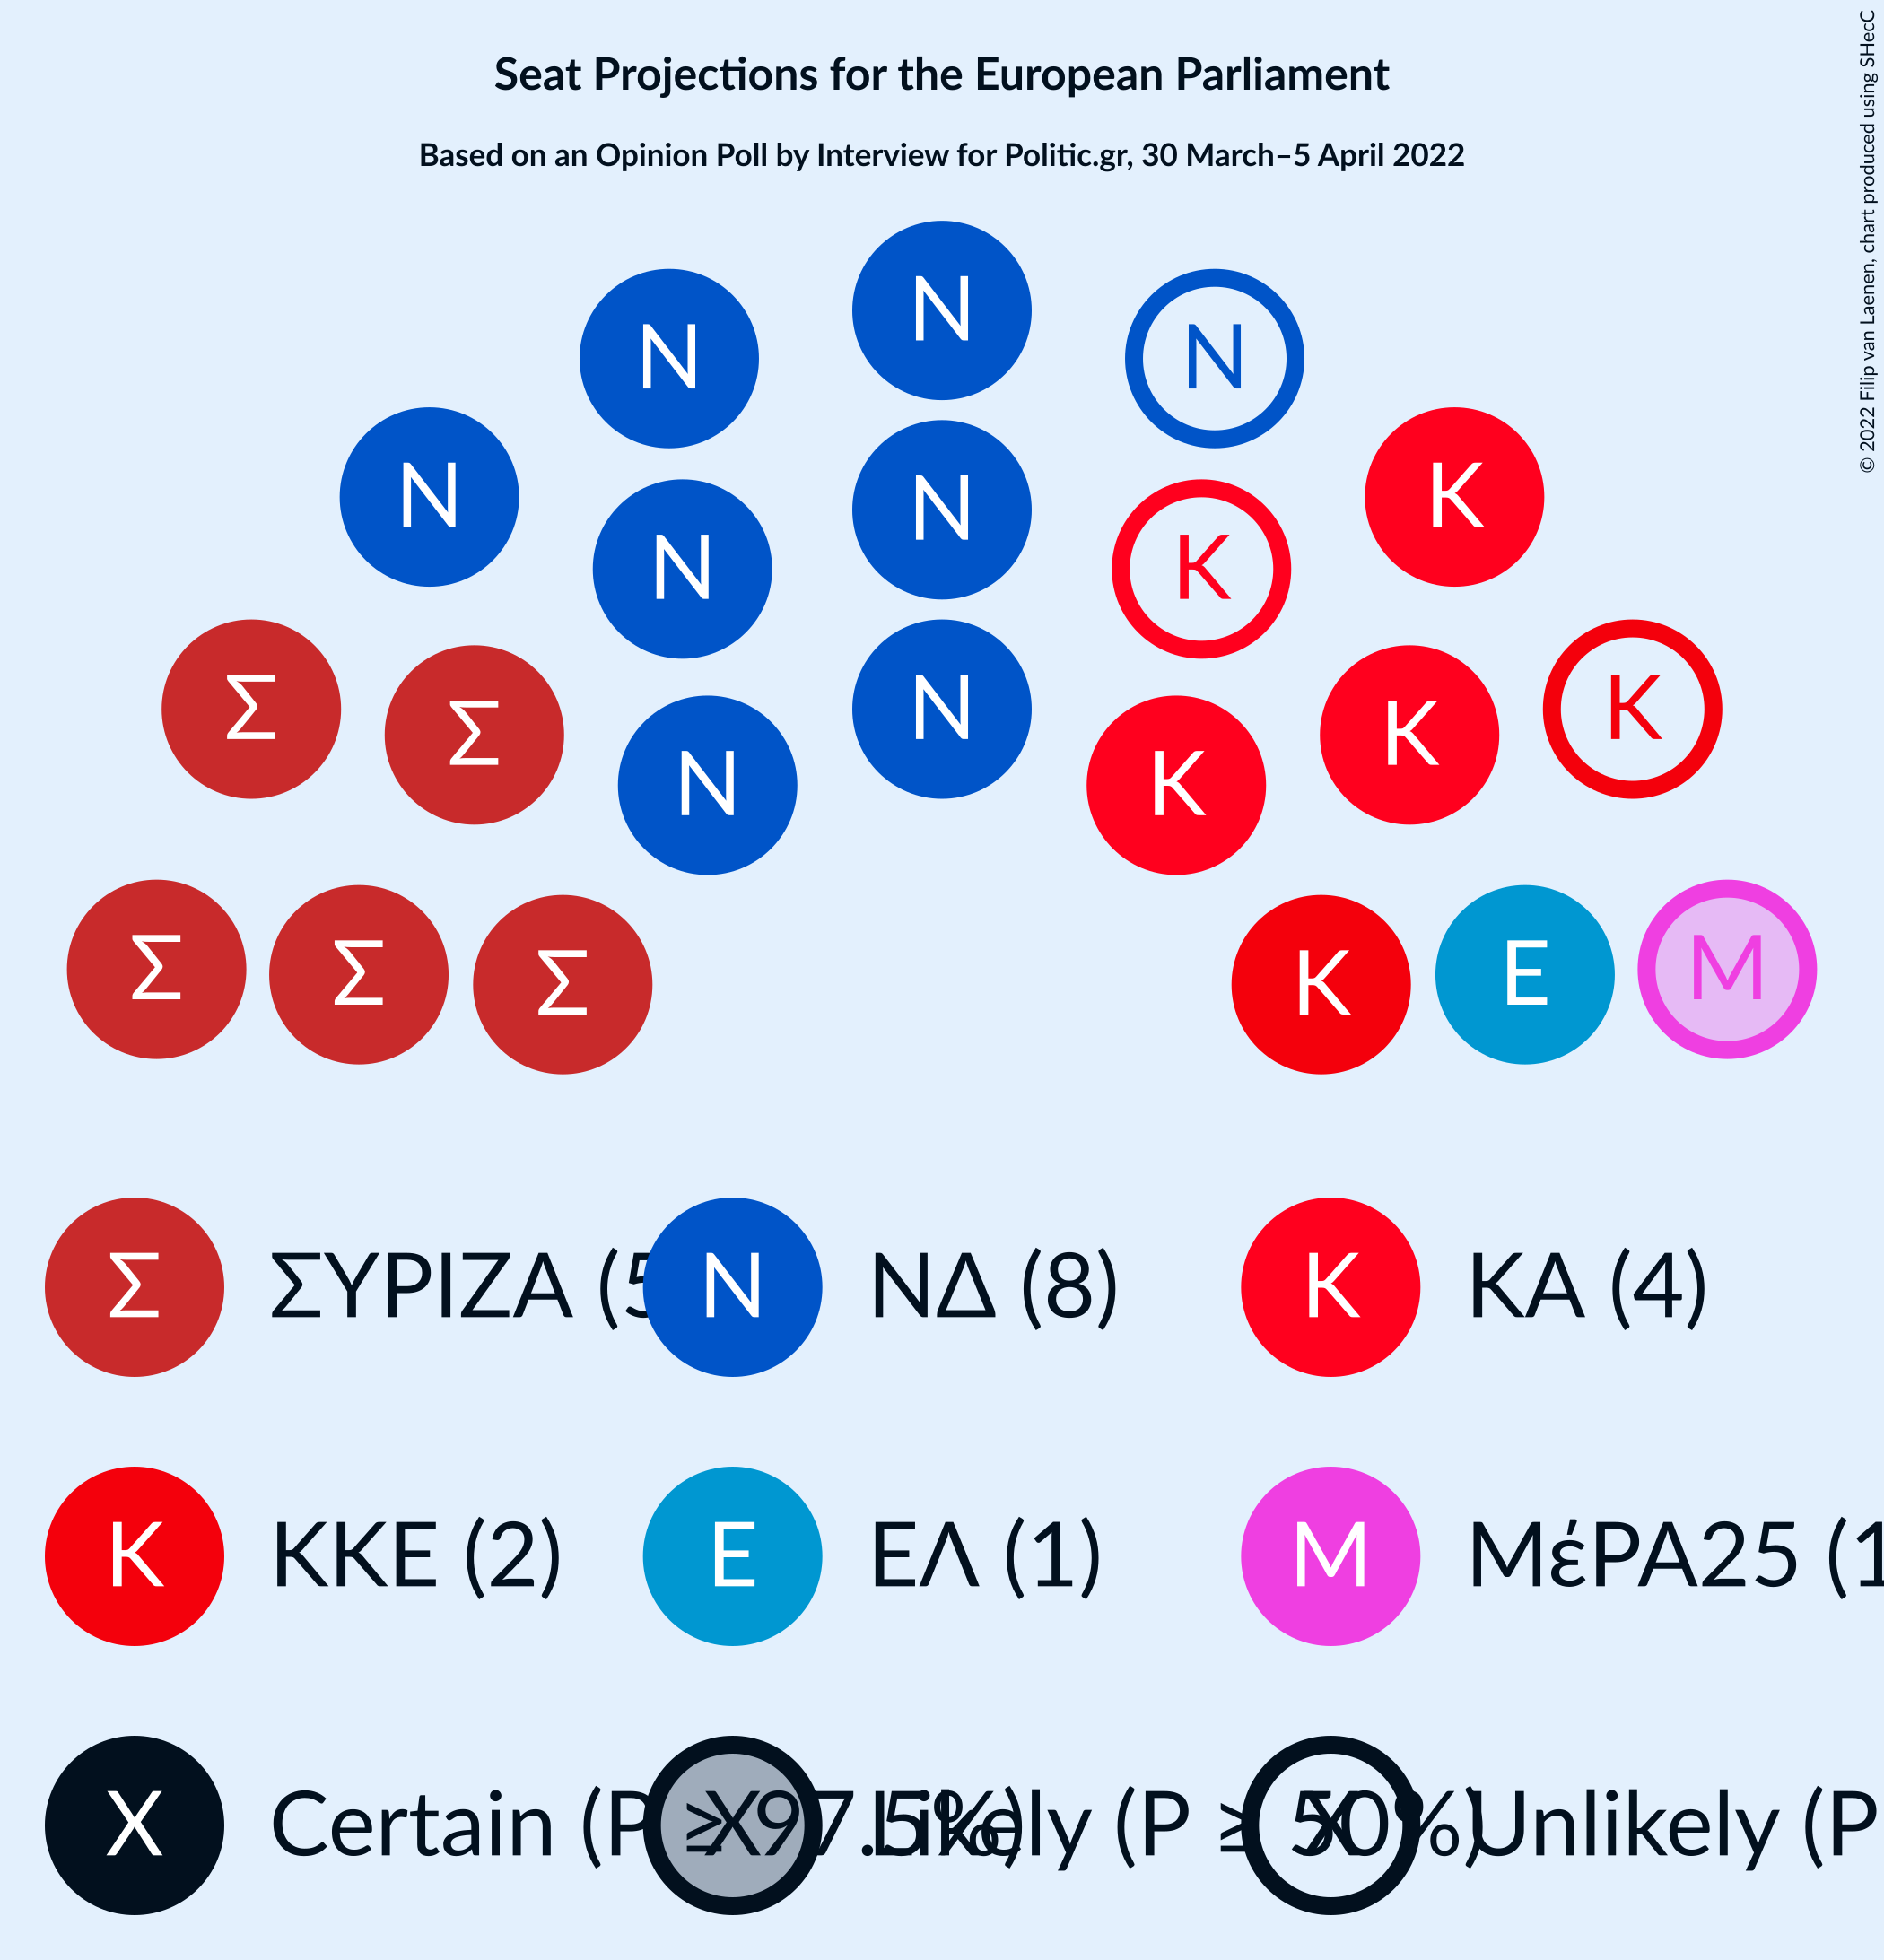 Seat Projections for the European Parliament
Based on an Opinion Poll by Interview for Politic.gr, 30 March–5 April 2022
© 2022 Filip van Laenen, chart produced using SHecC
N
N N
N K
N
N K
N
Σ N K
Σ K
N K
Σ Σ M
Σ E
Σ K
Σ ΣΥΡΙΖΑ (5 N ΝΔ (8) K ΚΑ (4)
K ΚΚΕ (2) E ΕΛ (1) M ΜέΡΑ25 (1
X Certain (P ≥ 97.5%) X Likely (P ≥ 50%) X Unlikely (P